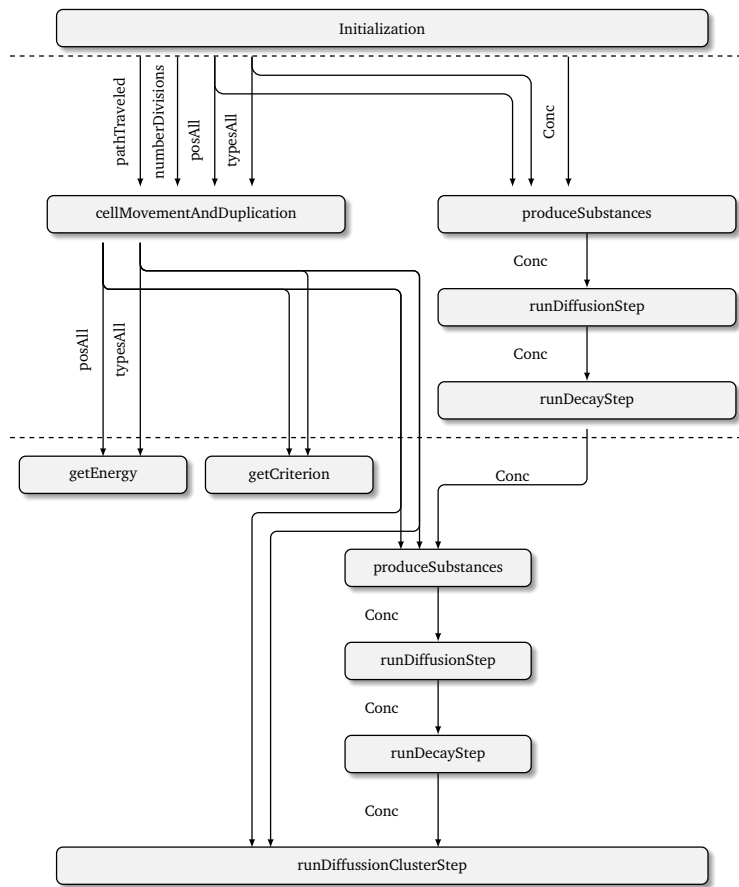 Initialization
pathTraveled
numberDivisions
posAll
typesAll
Conc
cellMovementAndDuplication
produceSubstances
Conc
runDiffusionStep
posAll
typesAll
Conc
runDecayStep
getEnergy
getCriterion
Conc
produceSubstances
Conc
runDiffusionStep
Conc
runDecayStep
Conc
runDiffussionClusterStep